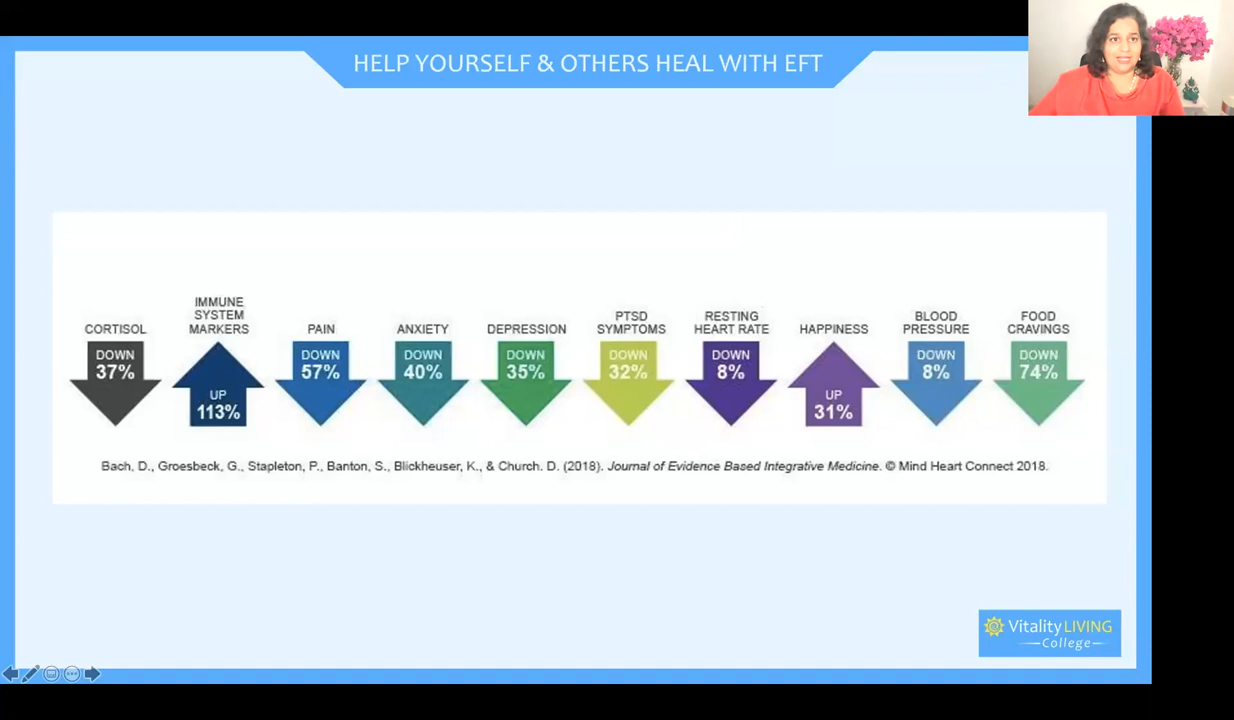 HELP YOURSELF & OTHERS HEAL WITH EFT
CORTISOL
DOWN
37%
IMMUNE
SYSTEM
MARKERS
UP
113%
PAIN
DOWN
57%
ANXIETY
DOWN
40%
DEPRESSION
DOWN
35%
PTSD
SYMPTOMS
DOWN
32%
RESTING
HEART RATE
DOWN
8%
HAPPINESS
UP
31%
BLOOD
PRESSURE
DOWN
8%
FOOD
CRAVINGS
DOWN
74%
Bach, D., Groesbeck, G., Stapleton, P., Banton, S., Blickheuser, K., & Church. D. (2018). Journal of Evidence Based Integrative Medicine. © Mind Heart Connect 2018.
Vitality LIVING
College